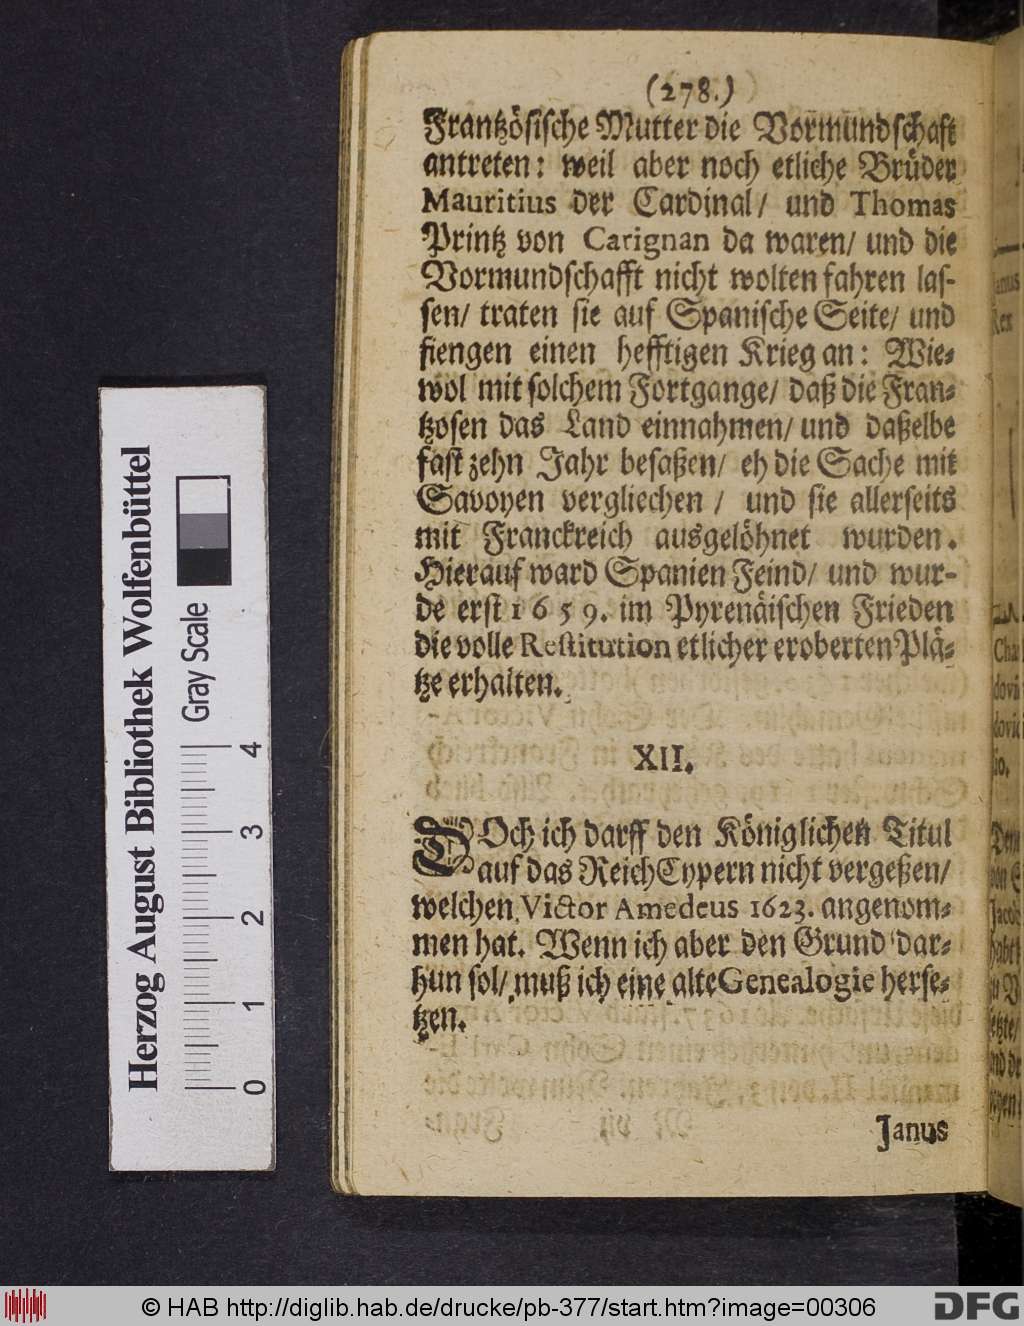 (278.)
Frantzösische Mutter die Vormundschaft
antreten: weil aber noch etliche Brüder
Mauritius der Cardinal/ und Thomas
Printz von Carignan da waren/ und die
Vormundschafft nicht wolten fahren las-
sen/ traten sie auf Spanische Seite/ und
fiengen einen hefftigen Krieg an: Wie-
wol mit solchem Fortgange/ daß die Fran-
tzosen das Land einnahmen/ und daßelbe
fast zehn Jahr besaßen/ eh die Sache mit
Savoyen vergliechen / und sie allerseits
mit Franckreich ausgelöhnet wurden.
Hierauf ward Spanien Feind/ und wur-
de erst 1659. im Pyrenäischen Frieden
die volle Restitution etlicher eroberten Plä-
tze erhalten.
XII.
DOch ich darff den Königlichen Titul
auf das Reich Cypern nicht vergeßen/
welchen Victor Amedeus 1623. angenom-
men hat. Wenn ich aber den Grund dar-
hun sol/ muß ich eine alte Genealogie herse-
tzen.
Janus
Herzog August Bibliothek Wolfenbüttel
Gray Scale
0 1 2 3 4
© HAB http://diglib.hab.de/drucke/pb-377/start.htm?image=00306
DFG